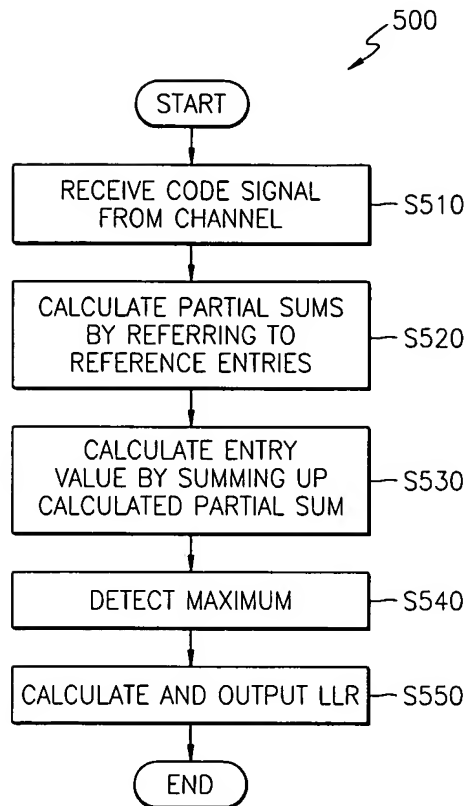 500
START
RECEIVE CODE SIGNAL
FROM CHANNEL
S510
CALCULATE PARTIAL SUMS
BY REFERRING TO
REFERENCE ENTRIES
S520
CALCULATE ENTRY
VALUE BY SUMMING UP
CALCULATED PARTIAL SUM
S530
DETECT MAXIMUM
S540
CALCULATE AND OUTPUT LLR
S550
END